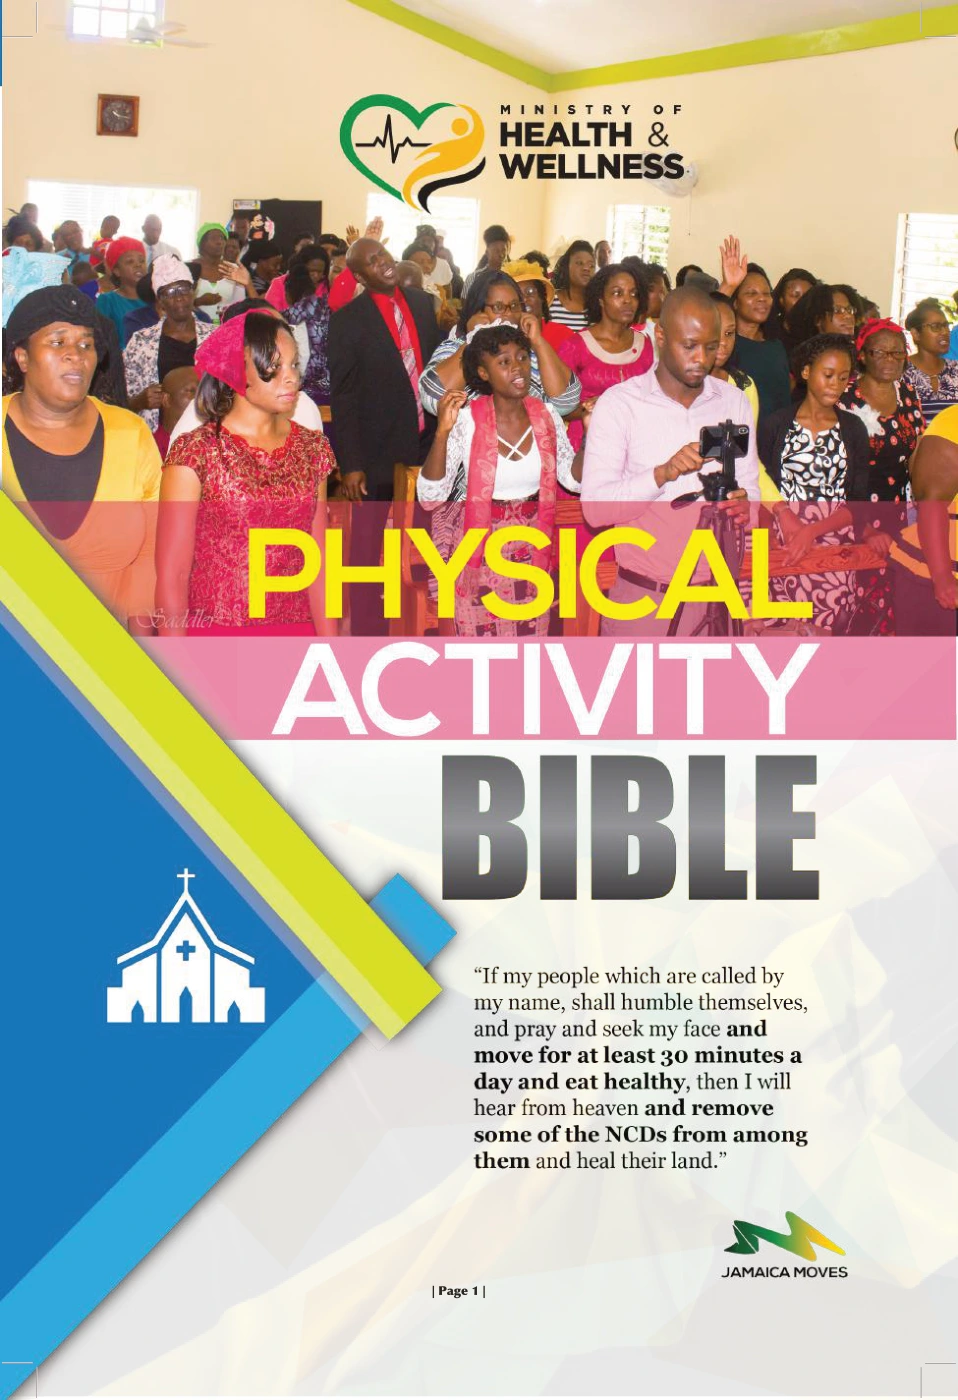 MINISTRY OF
HEALTH &
WELLNESS
Saddler
PHYSICAL
ACTIVITY
BIBLE
“If my people which are called by
my name, shall humble themselves,
and pray and seek my face and
move for at least 30 minutes a
day and eat healthy, then I will
hear from heaven and remove
some of the NCDs from among
them and heal their land.”
JAMAICA MOVES
| Page 1 |